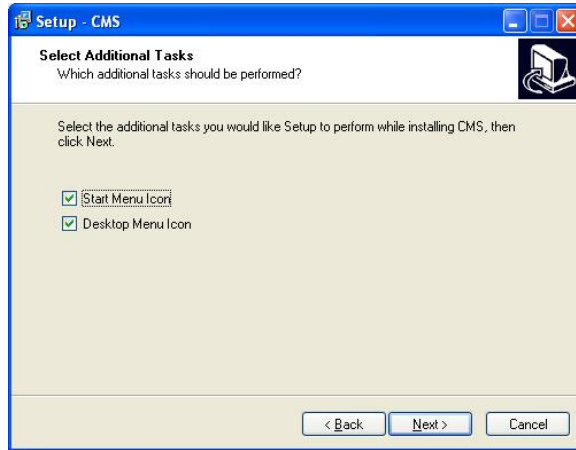 Setup - CMS
Select Additional Tasks
Which additional tasks should be performed?
Select the additional tasks you would like Setup to perform while installing CMS, then
click Next.
Start Menu Icon
Desktop Menu Icon
< Back
Next >
Cancel